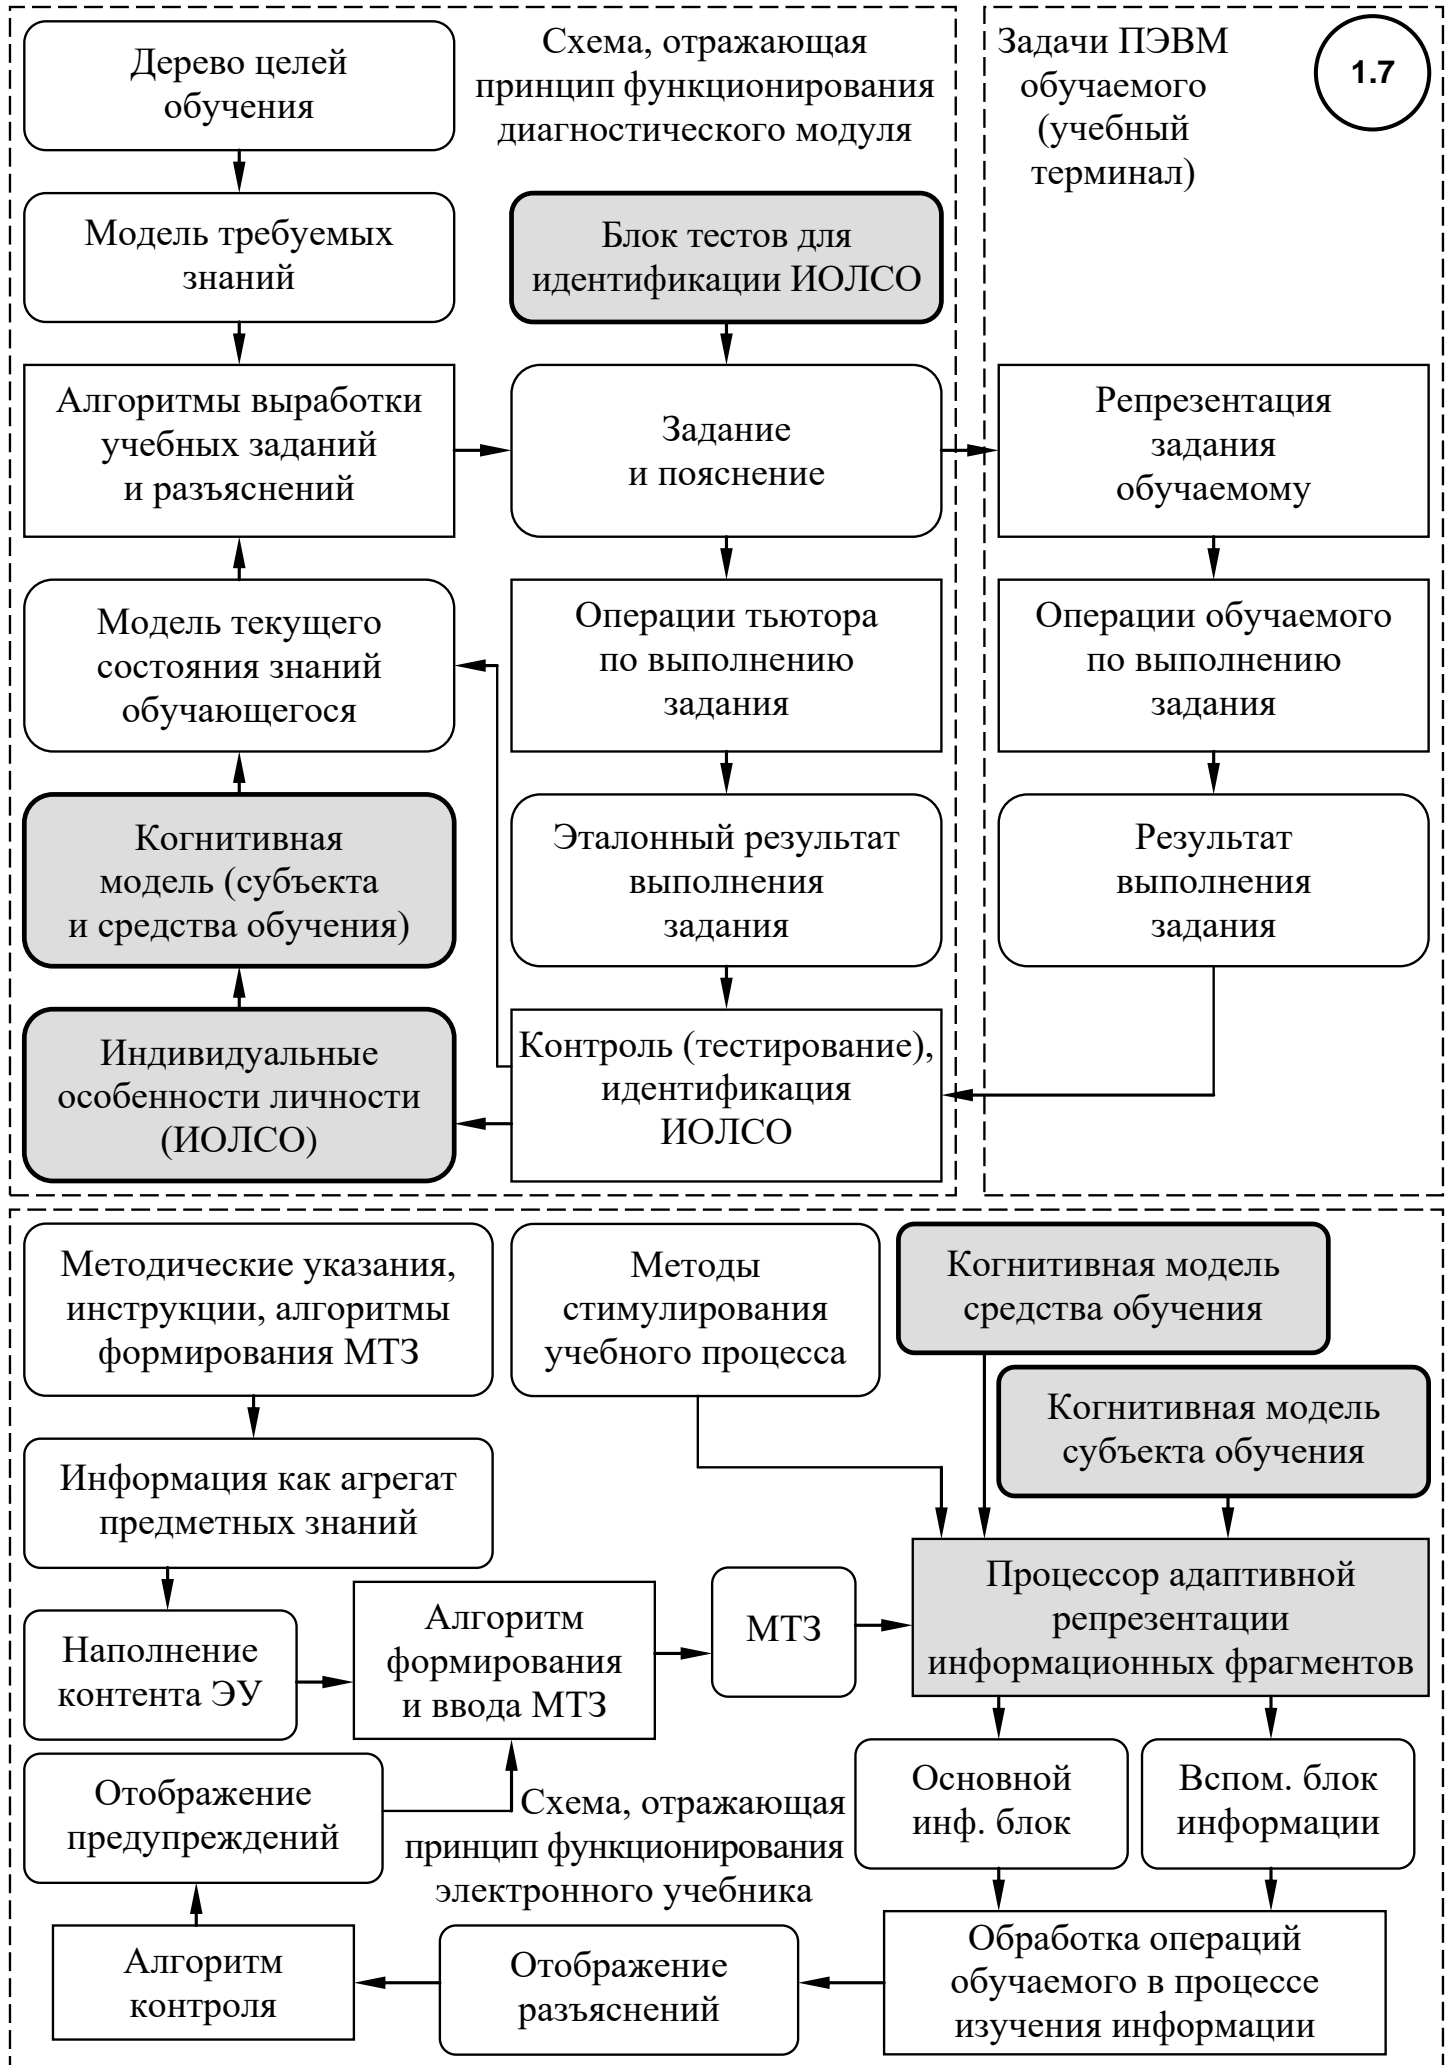 Дерево целей
обучения
Схема, отражающая
принцип функционирования
диагностического модуля
Задачи ПЭВМ
обучаемого
(учебный
терминал)
1.7
Модель требуемых
знаний
Блок тестов для
идентификации ИОЛСО
Алгоритмы выработки
учебных заданий
и разъяснений
Задание
и пояснение
Репрезентация
задания
обучаемому
Модель текущего
состояния знаний
обучающегося
Операции тьютора
по выполнению
задания
Операции обучаемого
по выполнению
задания
Когнитивная
модель (субъекта
и средства обучения)
Эталонный результат
выполнения
задания
Результат
выполнения
задания
Индивидуальные
особенности личности
(ИОЛСО)
Контроль (тестирование),
идентификация
ИОЛСО
Методические указания,
инструкции, алгоритмы
формирования МТЗ
Методы
стимулирования
учебного процесса
Когнитивная модель
средства обучения
Когнитивная модель
субъекта обучения
Информация как агрегат
предметных знаний
Наполнение
контента ЭУ
Алгоритм
формирования
и ввода МТЗ
МТЗ
Процессор адаптивной
репрезентации
информационных фрагментов
Отображение
предупреждений
Схема, отражающая
принцип функционирования
электронного учебника
Основной
инф. блок
Вспом. блок
информации
Алгоритм
контроля
Отображение
разъяснений
Обработка операций
обучаемого в процессе
изучения информации